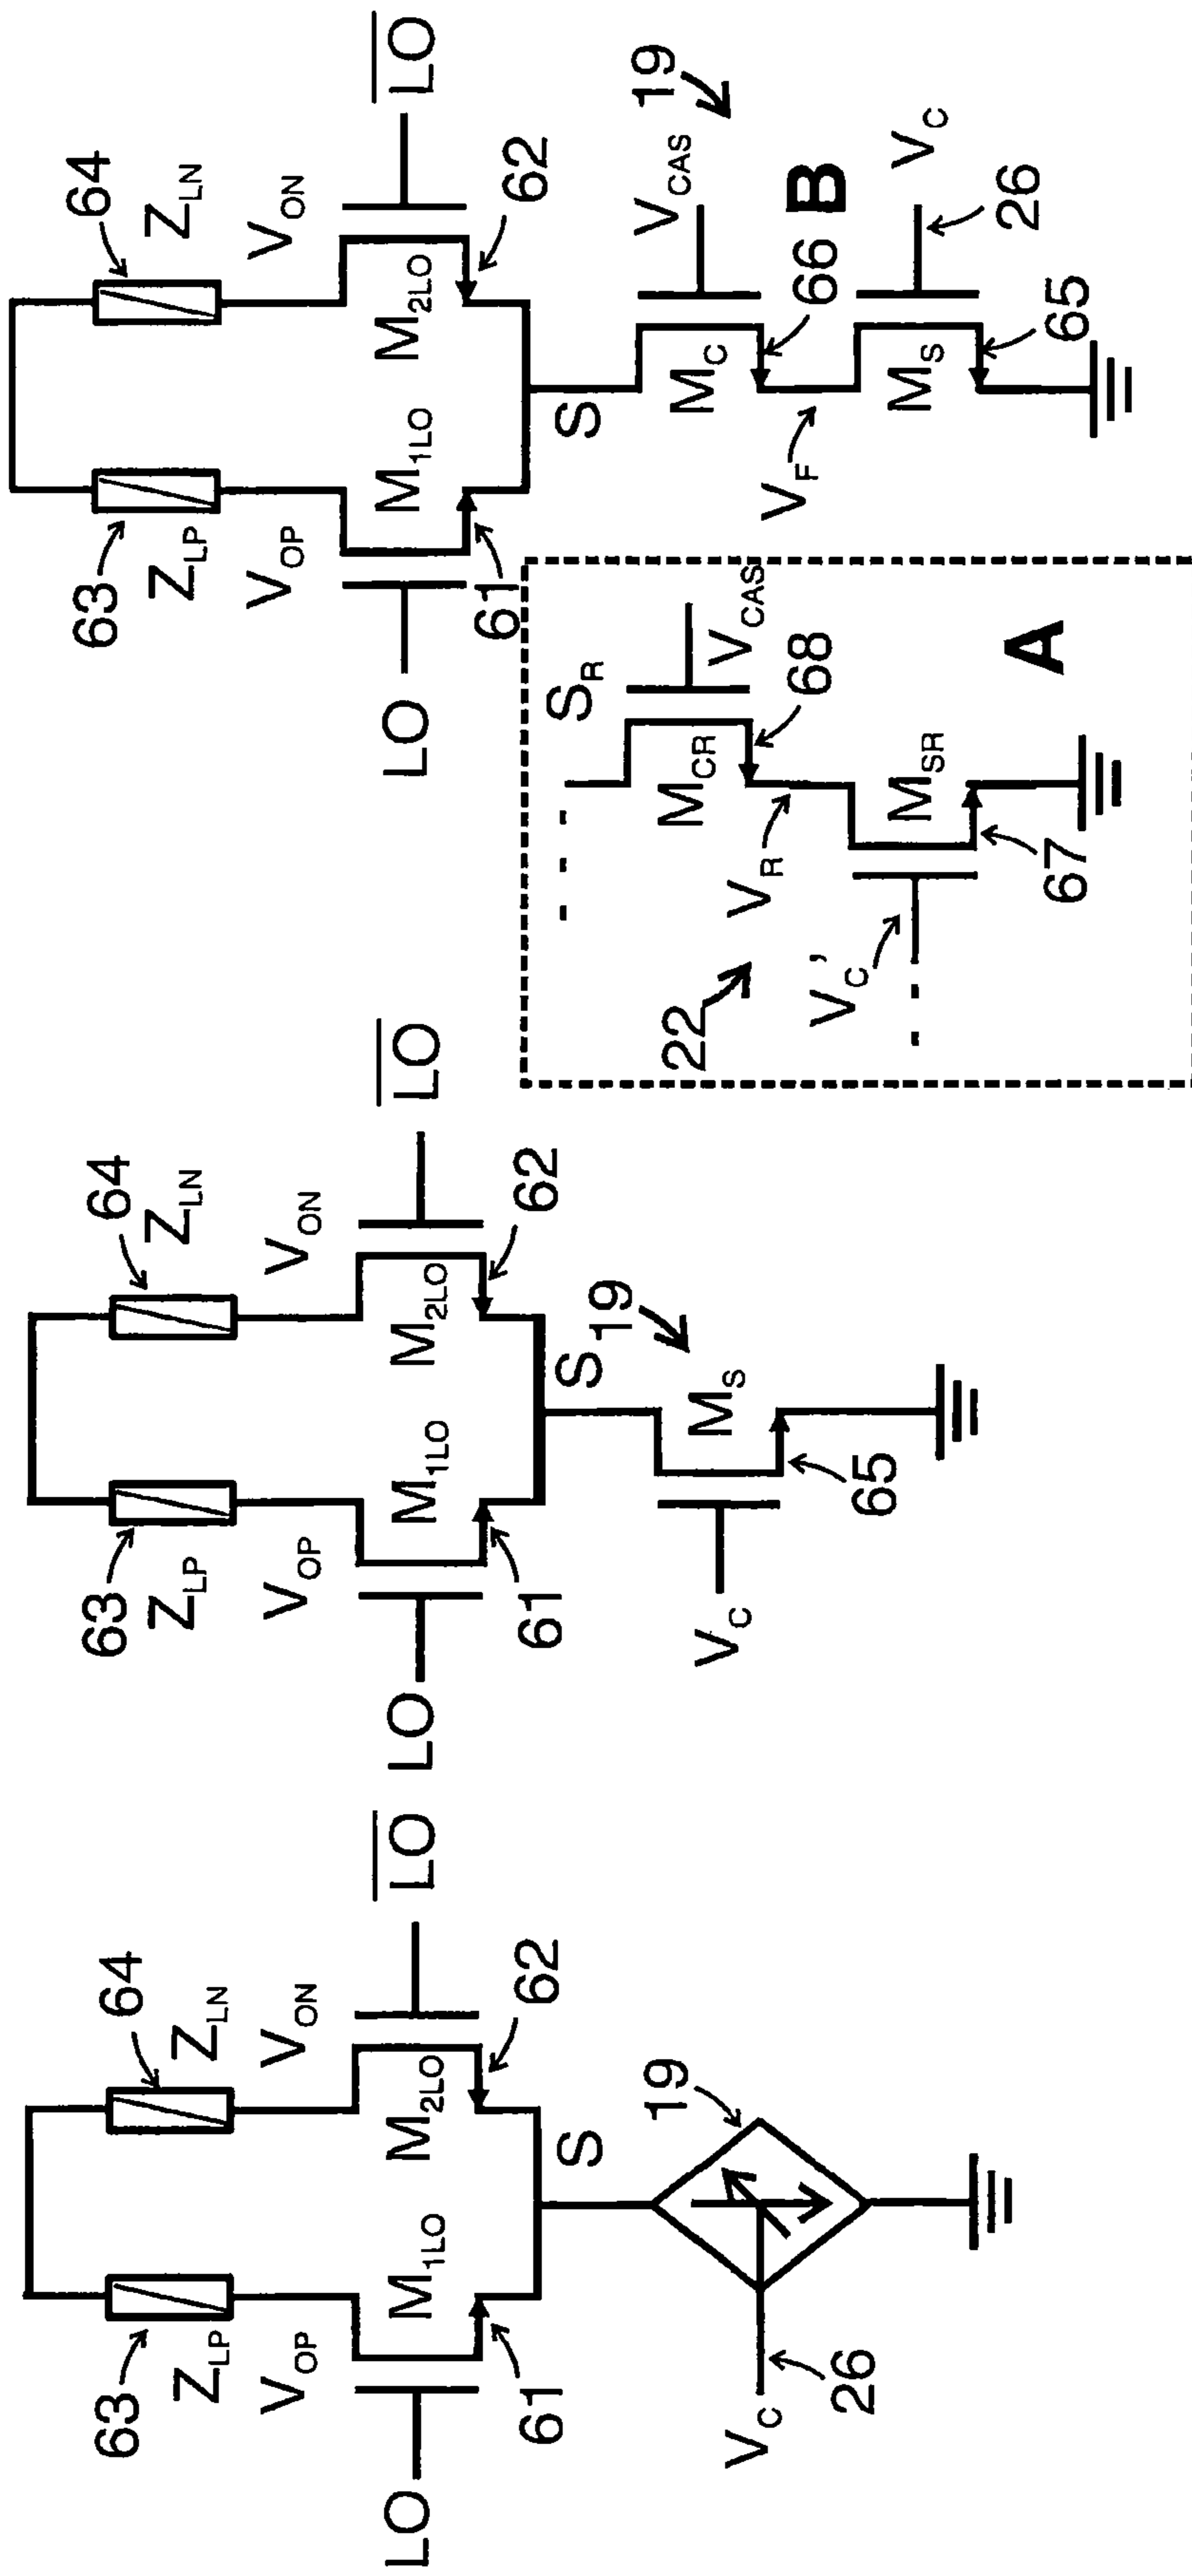 64
63
Z_LN
Z_LP
V_ON
V_OP
M_2LO
M_1LO
L̅O̅
LO
62
61
S
19
V_C
26
64
63
Z_LN
Z_LP
V_ON
V_OP
M_2LO
M_1LO
L̅O̅
LO
62
61
S
19
M_S
V_C
65
64
63
Z_LN
Z_LP
V_ON
V_OP
M_2LO
M_1LO
L̅O̅
LO
62
61
S
19
V_CAS
M_C
66
B
V_F
V_C
26
M_S
65
S_R
V_CAS
M_CR
68
22
V_R
A
V_C'
M_SR
67